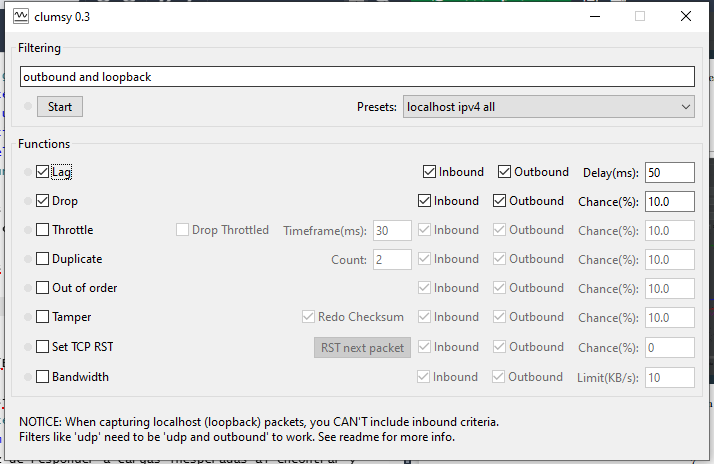 clumsy 0.3
Filtering
outbound and loopback
Start Presets: localhost ipv4 all
Functions
Lag Inbound Outbound Delay(ms): 50
Drop Inbound Outbound Chance(%): 10.0
Throttle Drop Throttled Timeframe(ms): 30 Inbound Outbound Chance(%): 10.0
Duplicate Count: 2 Inbound Outbound Chance(%): 10.0
Out of order Inbound Outbound Chance(%): 10.0
Tamper Redo Checksum Inbound Outbound Chance(%): 10.0
Set TCP RST RST next packet Inbound Outbound Chance(%): 0
Bandwidth Inbound Outbound Limit(KB/s): 10
NOTICE: When capturing localhost (loopback) packets, you CAN'T include inbound criteria.
Filters like 'udp' need to be 'udp and outbound' to work. See readme for more info.